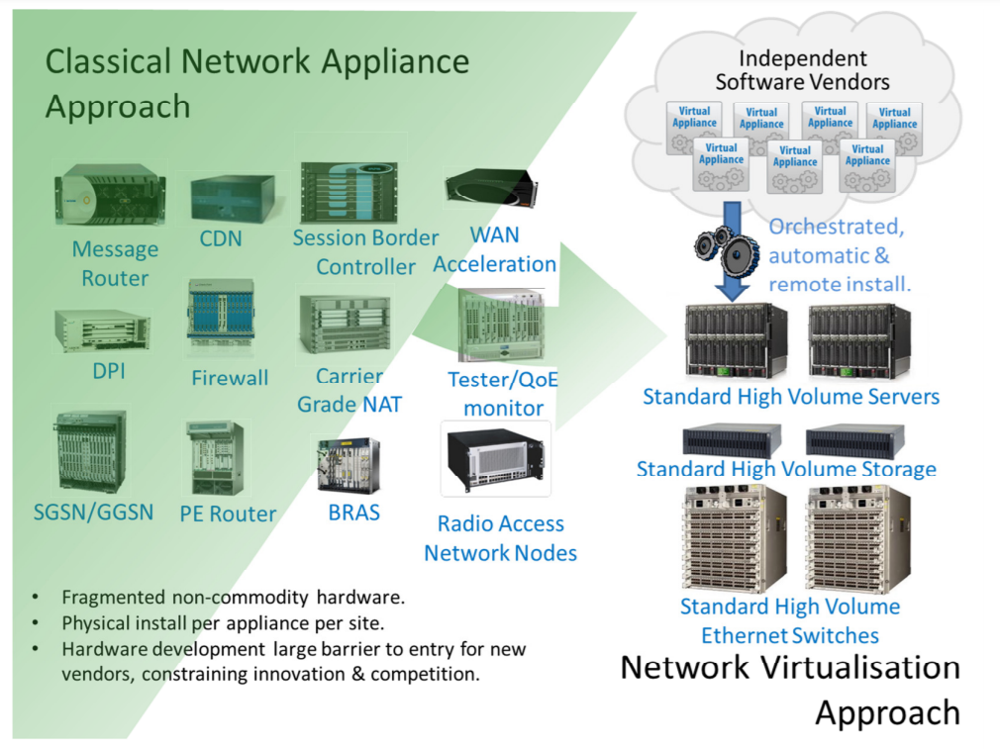 Classical Network Appliance
Approach
Independent
Software Vendors
Virtual
Appliance
Virtual
Appliance
Virtual
Appliance
Virtual
Appliance
Virtual
Appliance
Virtual
Appliance
Virtual
Appliance
Message
Router
CDN
Session Border
Controller
WAN
Acceleration
Orchestrated,
automatic &
remote install.
DPI
Firewall
Carrier
Grade NAT
Tester/QoE
monitor
Standard High Volume Servers
Standard High Volume Storage
SGSN/GGSN
PE Router
BRAS
Radio Access
Network Nodes
Standard High Volume
Ethernet Switches
• Fragmented non-commodity hardware.
• Physical install per appliance per site.
• Hardware development large barrier to entry for new
vendors, constraining innovation & competition.
Network Virtualisation
Approach